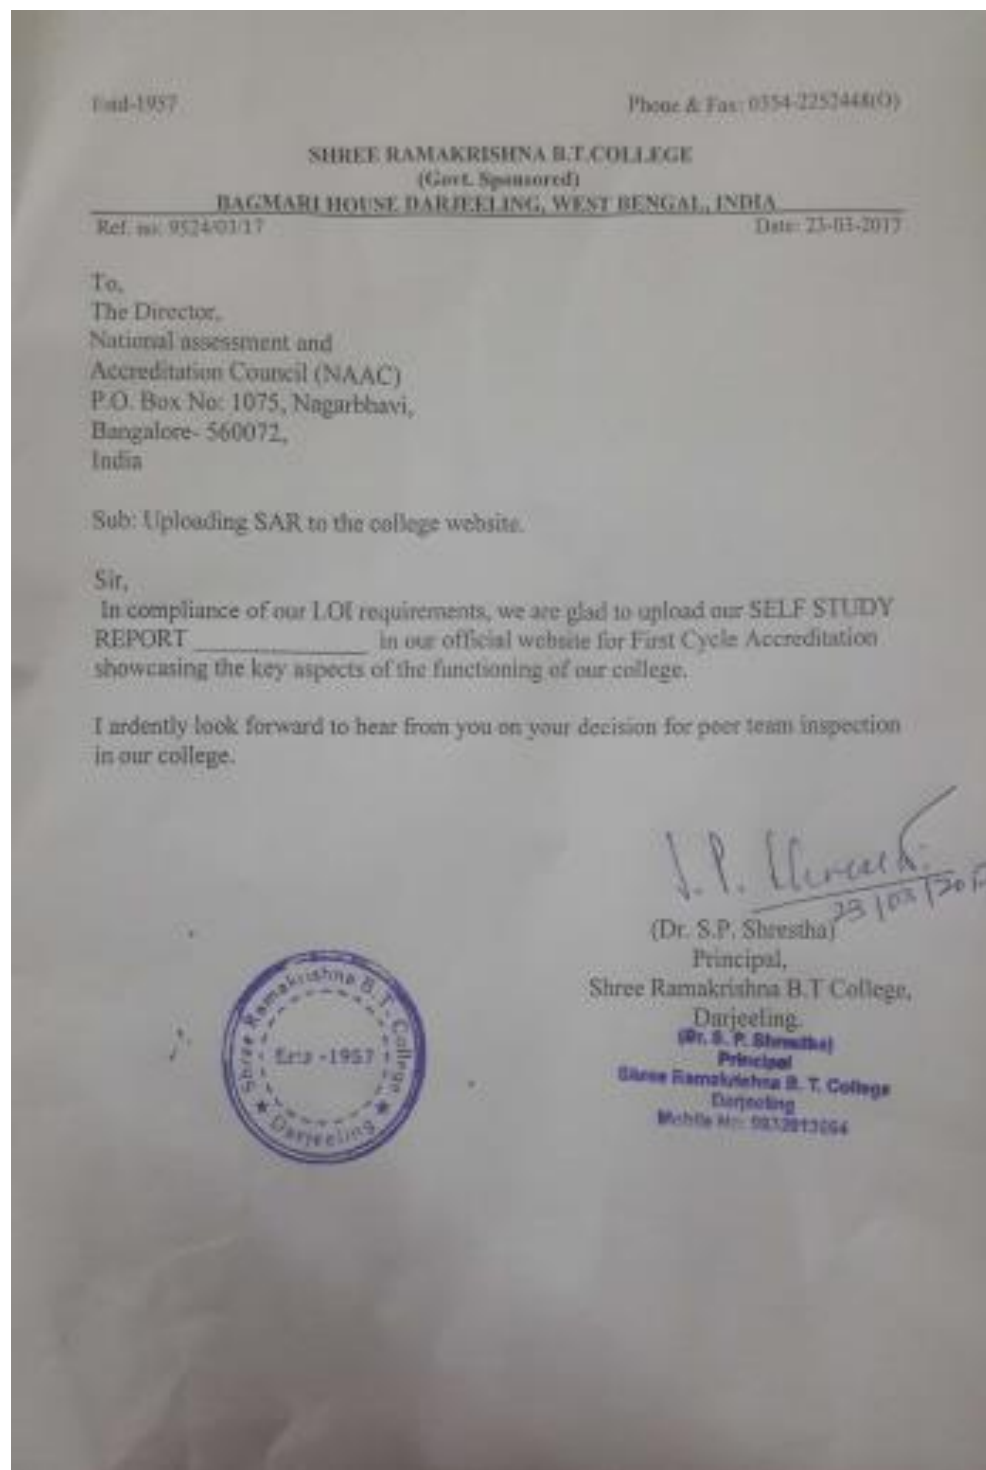 Estd-1957 Phone & Fax: 0354-2252448(O)
SHREE RAMAKRISHNA B.T.COLLEGE
(Govt. Sponsored)
BAGMARI HOUSE DARJEELING, WEST BENGAL, INDIA
Ref. no: 9524/03/17 Date: 23-03-2017
To,
The Director,
National assessment and
Accreditation Council (NAAC)
P.O. Box No: 1075, Nagarbhavi,
Bangalore- 560072,
India
Sub: Uploading SAR to the college website.
Sir,
In compliance of our LOI requirements, we are glad to upload our SELF STUDY
REPORT _______________ in our official website for First Cycle Accreditation
showcasing the key aspects of the functioning of our college.
I ardently look forward to hear from you on your decision for peer team inspection
in our college.
23/03/201
(Dr. S.P. Shrestha)
Principal,
Shree Ramakrishna B.T College,
Darjeeling.
(Dr. S. P. Shrestha)
Principal
Shree Ramakrishna B. T. College
Darjeeling
Mobile No:
Shree Ramakrishna B. T. College
-1957
Darjeeling